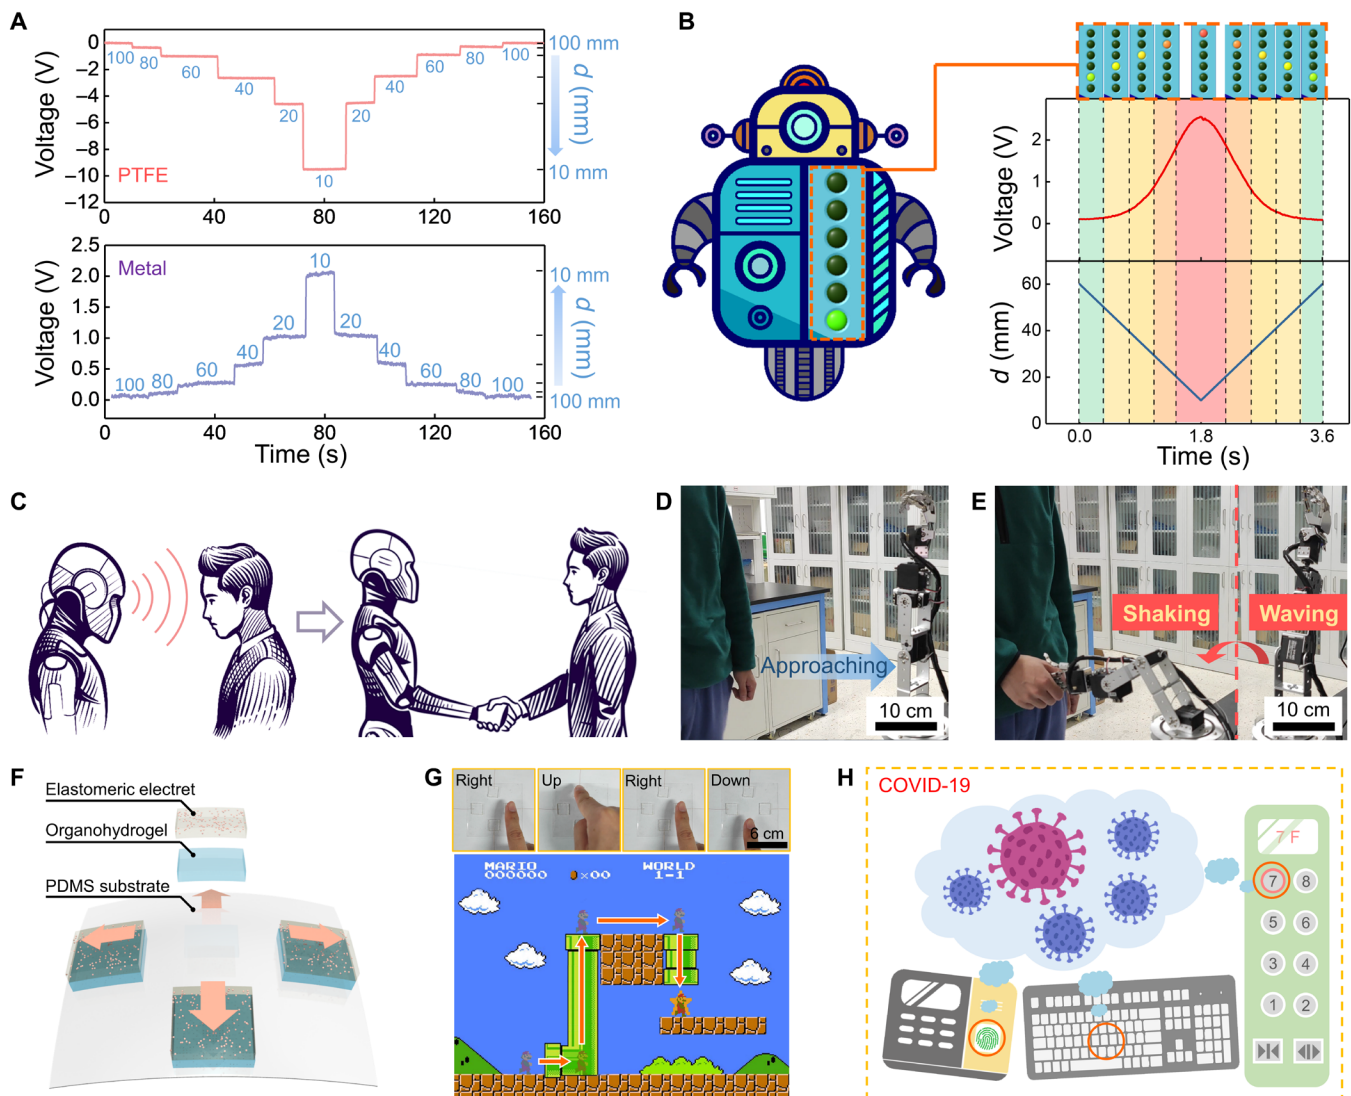 A
0
−2
−4
−6
−8
−10
−12
Voltage (V)
PTFE
100
80
60
40
20
10
20
40
60
80
100
100 mm
d (mm)
10 mm
0
40
80
120
160
2.5
2.0
1.5
1.0
0.5
0.0
Voltage (V)
Metal
100
80
60
40
20
10
20
40
60
80
100
10 mm
d (mm)
100 mm
0
40
80
120
160
Time (s)
B
2
1
0
Voltage (V)
60
40
20
0
d (mm)
0.0
1.8
3.6
Time (s)
C
D
Approaching
10 cm
E
Shaking
Waving
10 cm
F
Elastomeric electret
Organohydrogel
PDMS substrate
G
Right
Up
Right
Down
6 cm
MARIO
000000
×00
WORLD
1-1
H
COVID-19
7 F
7
8
5
6
3
4
1
2